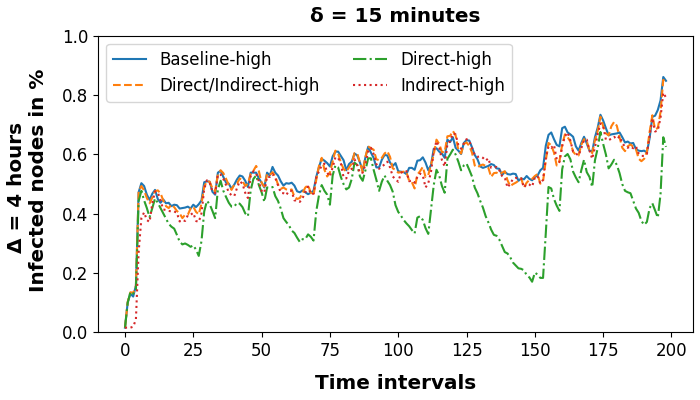 δ = 15 minutes
Δ = 4 hours
Infected nodes in %
1.0
0.8
0.6
0.4
0.2
0.0
Baseline-high
Direct/Indirect-high
Direct-high
Indirect-high
0 25 50 75 100 125 150 175 200
Time intervals